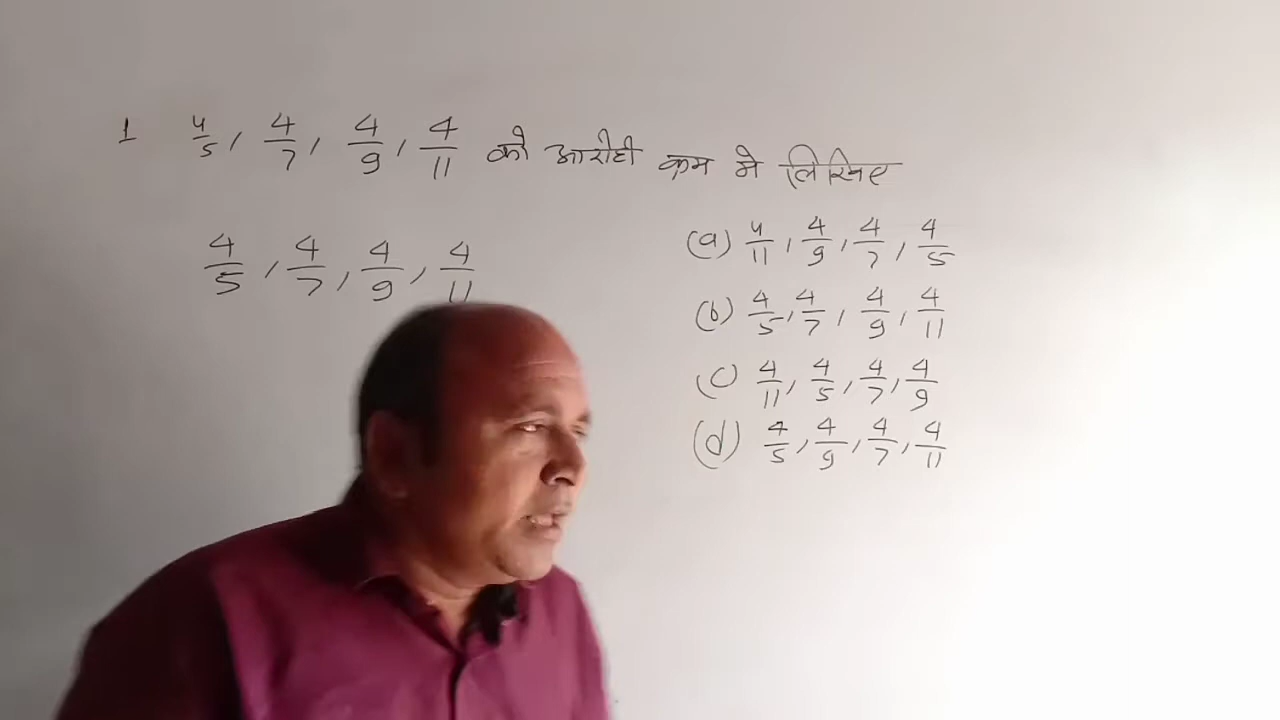 1 4/5, 4/7, 4/9, 4/11 को आरोही क्रम मे लिखिए
4/5, 4/7, 4/9, 4/11
(a) 4/11, 4/9, 4/7, 4/5
(b) 4/5, 4/7, 4/9, 4/11
(c) 4/11, 4/5, 4/7, 4/9
(d) 4/5, 4/9, 4/7, 4/11